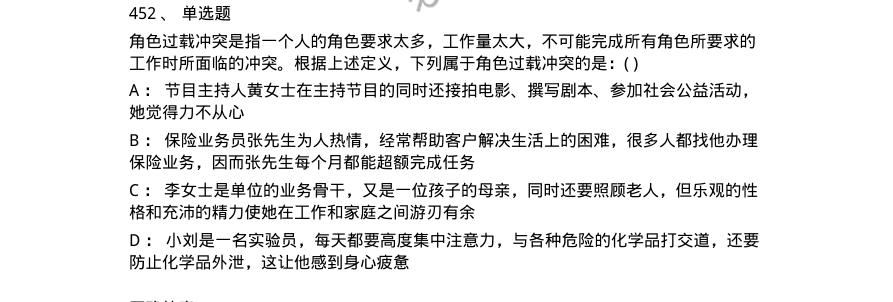 452 、 单选题
角色过载冲突是指一个人的角色要求太多，工作量太大，不可能完成所有角色所要求的
工作时所面临的冲突。根据上述定义，下列属于角色过载冲突的是：( )
A ： 节目主持人黄女士在主持节目的同时还接拍电影、撰写剧本、参加社会公益活动，
她觉得力不从心
B ： 保险业务员张先生为人热情，经常帮助客户解决生活上的困难，很多人都找他办理
保险业务，因而张先生每个月都能超额完成任务
C ： 李女士是单位的业务骨干，又是一位孩子的母亲，同时还要照顾老人，但乐观的性
格和充沛的精力使她在工作和家庭之间游刃有余
D ： 小刘是一名实验员，每天都要高度集中注意力，与各种危险的化学品打交道，还要
防止化学品外泄，这让他感到身心疲惫